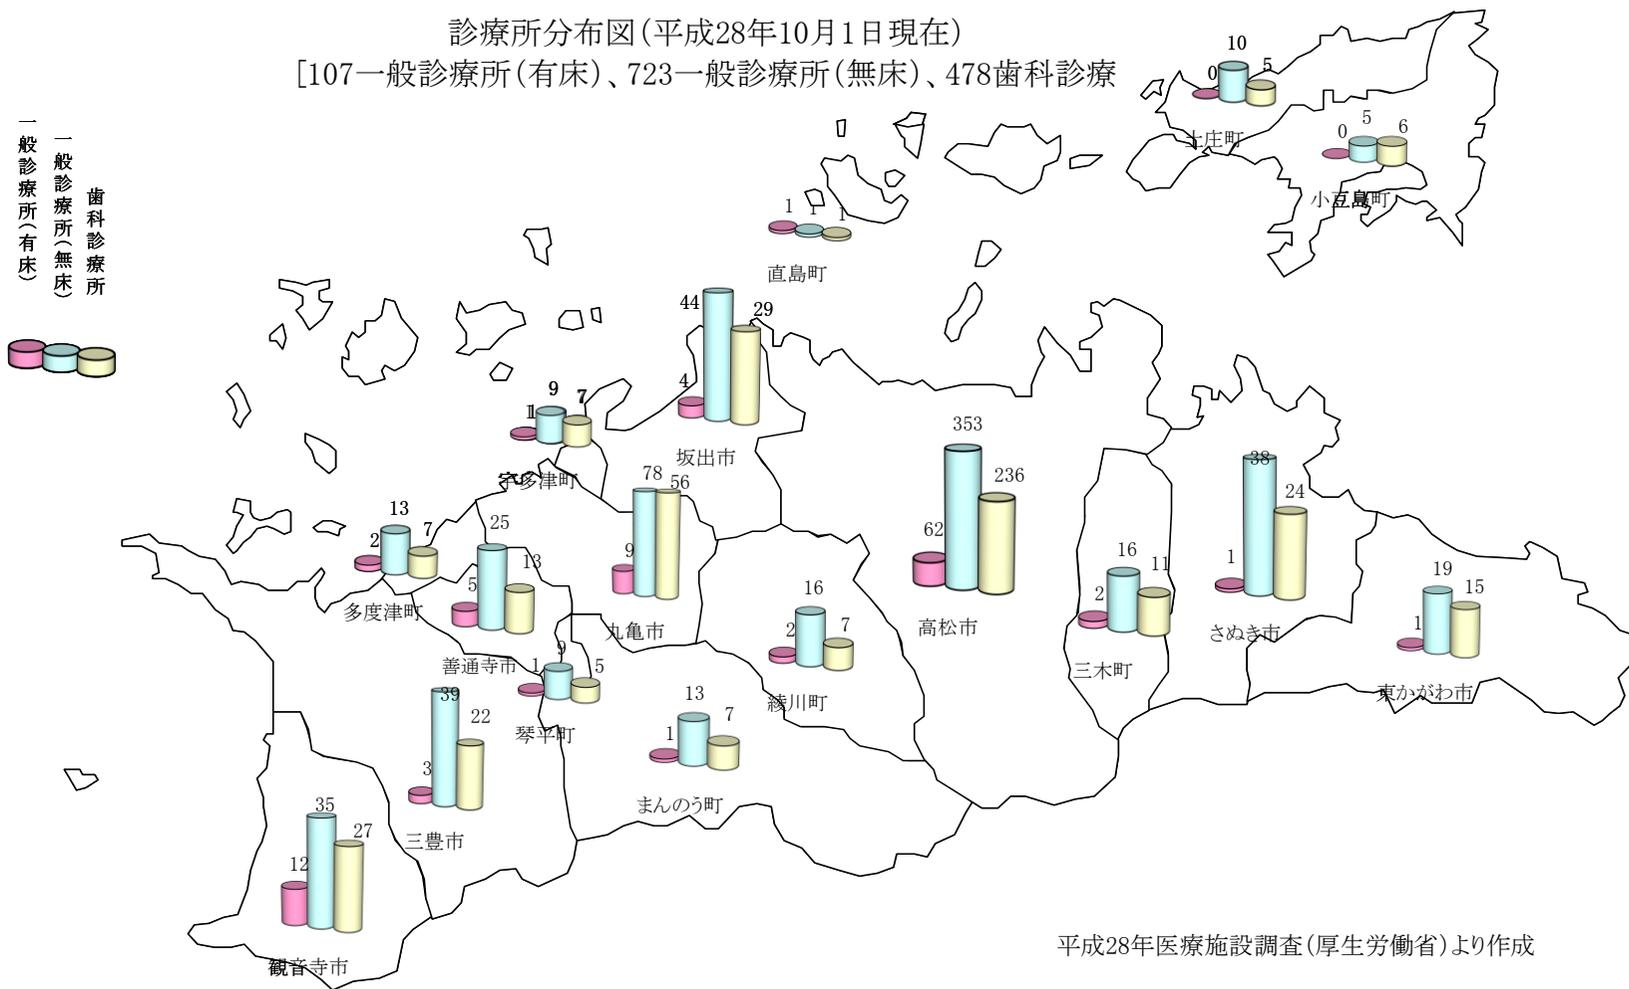 診療所分布図(平成28年10月1日現在)
[107一般診療所(有床)、723一般診療所(無床)、478歯科診療
一般診療所(有床)
一般診療所(無床)
歯科診療所
0
10
5
土庄町
0
5
6
小豆島町
1
1
1
直島町
4
44
29
坂出市
1
9
7
宇多津町
9
78
56
丸亀市
2
13
7
多度津町
5
25
13
善通寺市
1
9
5
琴平町
62
353
236
高松市
2
16
11
三木町
1
38
24
さぬき市
1
19
15
東かがわ市
2
16
7
綾川町
1
13
7
まんのう町
3
39
22
三豊市
12
35
27
観音寺市
平成28年医療施設調査(厚生労働省)より作成